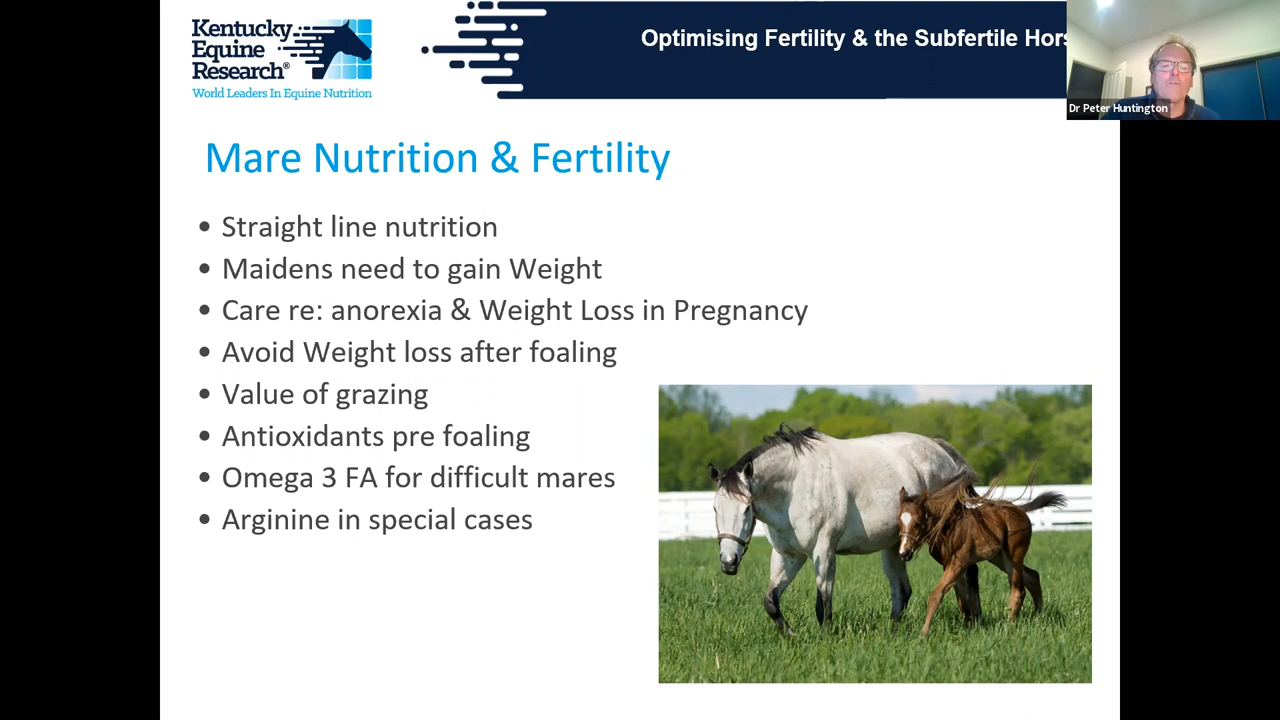 Kentucky
Equine
Research®
World Leaders In Equine Nutrition
Optimising Fertility & the Subfertile Hors
Dr Peter Huntington
Mare Nutrition & Fertility
• Straight line nutrition
• Maidens need to gain Weight
• Care re: anorexia & Weight Loss in Pregnancy
• Avoid Weight loss after foaling
• Value of grazing
• Antioxidants pre foaling
• Omega 3 FA for difficult mares
• Arginine in special cases